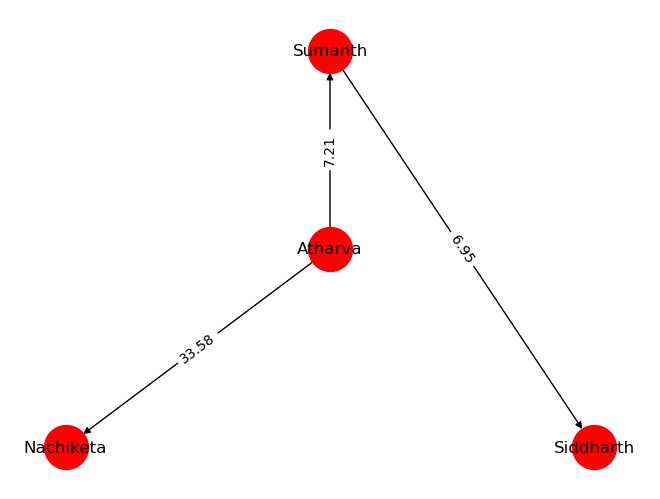 Sumanth
7.21
Atharva
6.95
33.58
Nachiketa
Siddharth